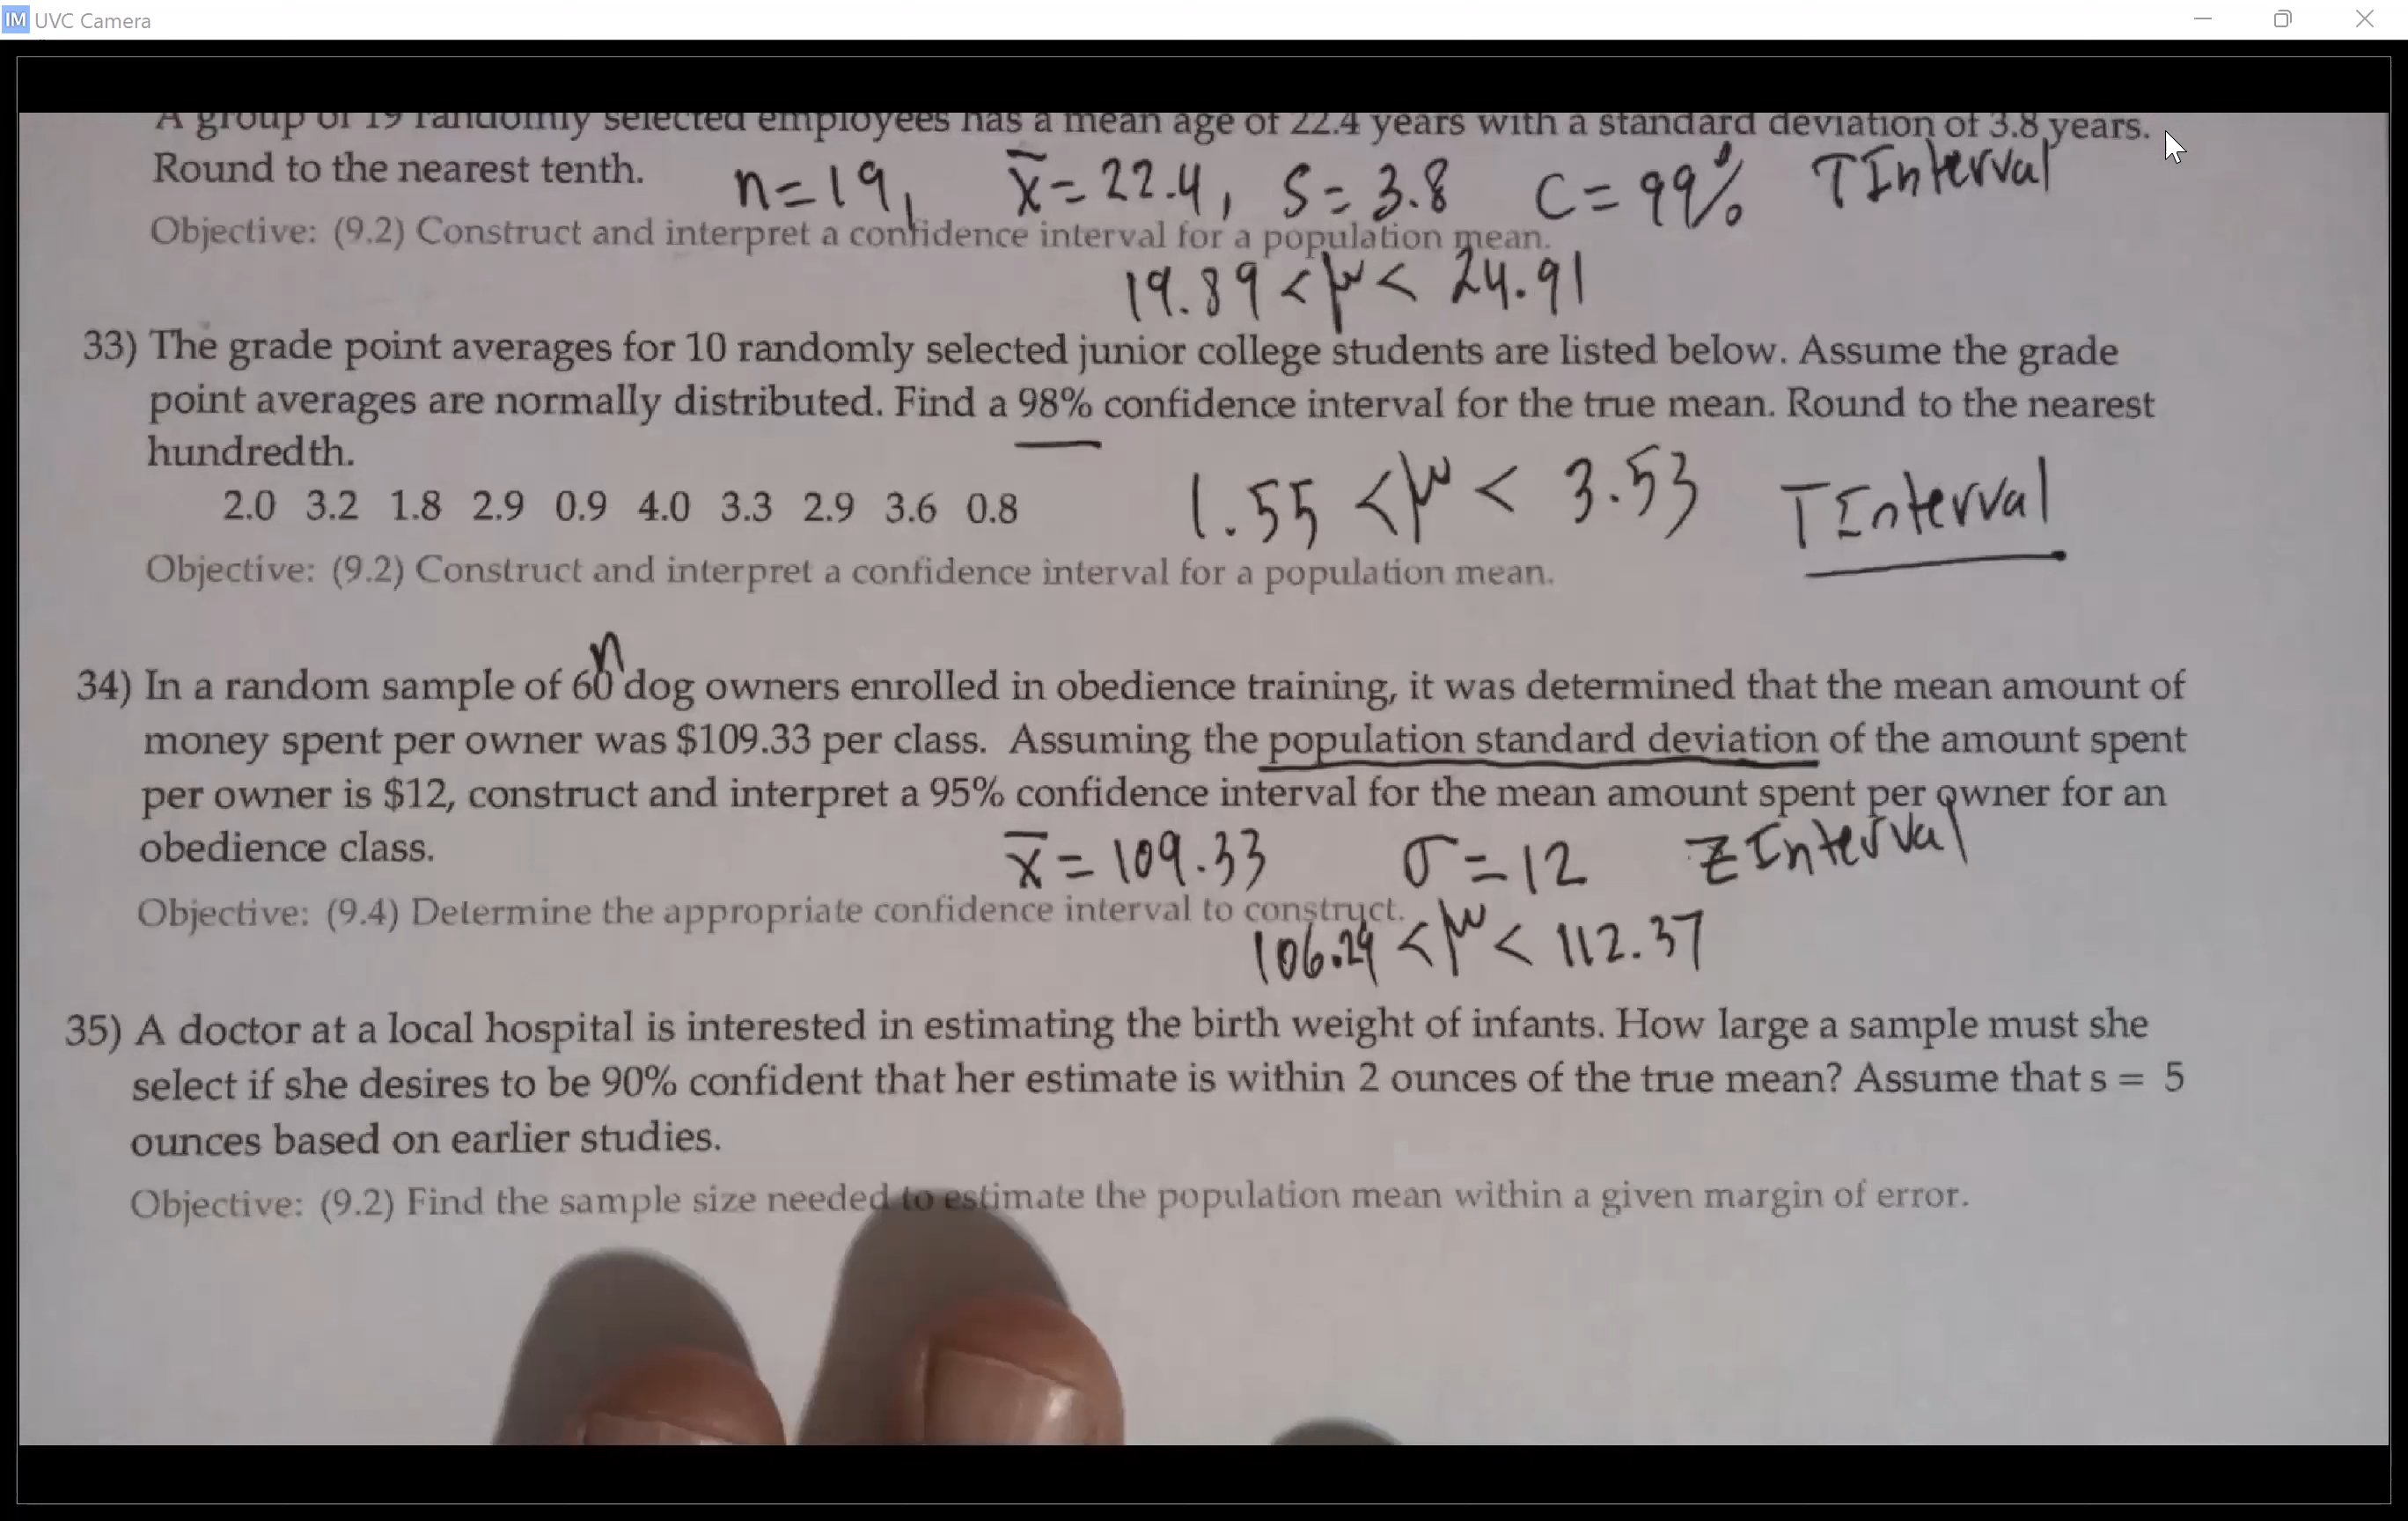 IM UVC Camera
A group of 19 randomly selected employees has a mean age of 22.4 years with a standard deviation of 3.8 years.
Round to the nearest tenth. n=19, x̄=22.4, S=3.8 C=99% TInterval
Objective: (9.2) Construct and interpret a confidence interval for a population mean.
19.89 < μ < 24.91
33) The grade point averages for 10 randomly selected junior college students are listed below. Assume the grade
point averages are normally distributed. Find a 98% confidence interval for the true mean. Round to the nearest
hundredth.
2.0 3.2 1.8 2.9 0.9 4.0 3.3 2.9 3.6 0.8 1.55 < μ < 3.53 TInterval
Objective: (9.2) Construct and interpret a confidence interval for a population mean.
n
34) In a random sample of 60 dog owners enrolled in obedience training, it was determined that the mean amount of
money spent per owner was $109.33 per class. Assuming the population standard deviation of the amount spent
per owner is $12, construct and interpret a 95% confidence interval for the mean amount spent per owner for an
obedience class. x̄=109.33 σ=12 ZInterval
Objective: (9.4) Determine the appropriate confidence interval to construct.
106.29 < μ < 112.37
35) A doctor at a local hospital is interested in estimating the birth weight of infants. How large a sample must she
select if she desires to be 90% confident that her estimate is within 2 ounces of the true mean? Assume that s = 5
ounces based on earlier studies.
Objective: (9.2) Find the sample size needed to estimate the population mean within a given margin of error.